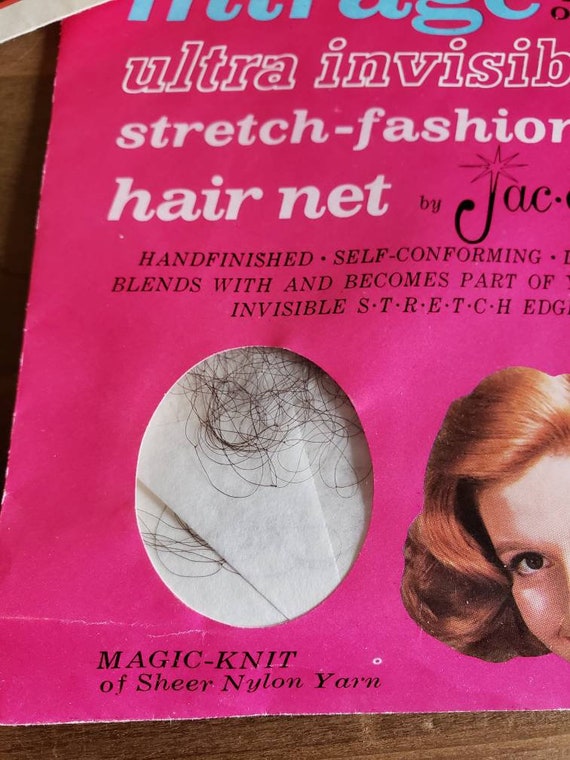 mirage
ultra invisib
stretch-fashion
hair net by Jac·
HANDFINISHED · SELF-CONFORMING ·
BLENDS WITH AND BECOMES PART OF
INVISIBLE S·T·R·E·T·C·H EDG
MAGIC-KNIT
of Sheer Nylon Yarn